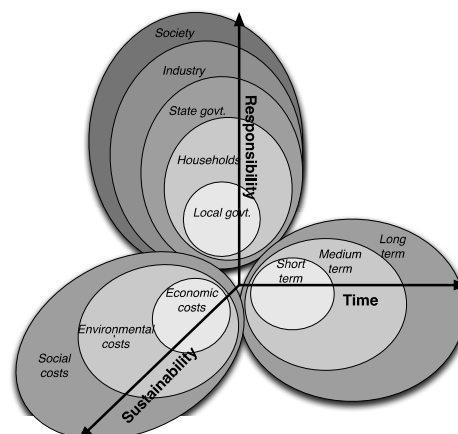 Society
Industry
State govt.
Households
Local govt.
Responsibility
Long
term
Medium
term
Short
term
Time
Economic
costs
Environmental
costs
Social
costs
Sustainability